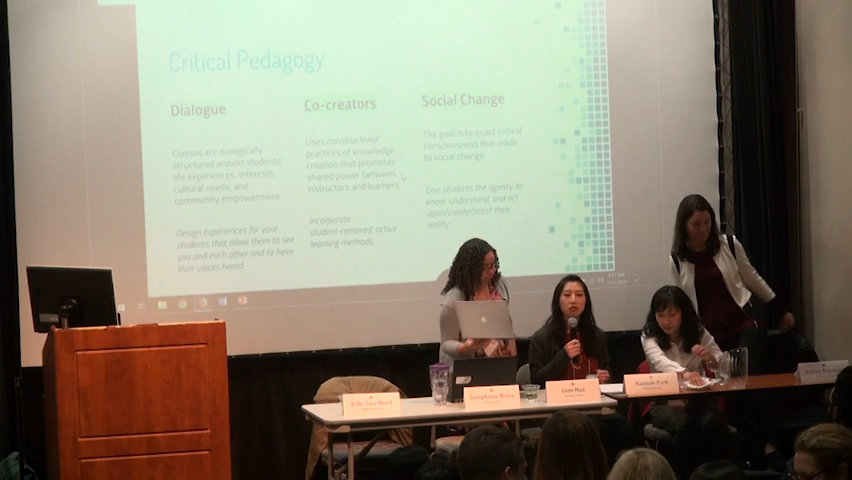 Critical Pedagogy
Dialogue
Classes are dialogically
structured around students'
life experiences, interests,
cultural needs, and
community empowerment
Design experiences for your
students that allow them to see
you and each other and to have
their voices heard.
Co-creators
Uses constructivist
practices of knowledge
creation that promotes
shared power between
instructors and learners.
Incorporate
student-centered, active
learning methods.
Social Change
The goal is to enact critical
consciousness that leads
to social change.
Give students the agency to
know, understand, and act
upon/create/resist their
reality.
Symphony Bruce
Joan Hua
Hannah Park